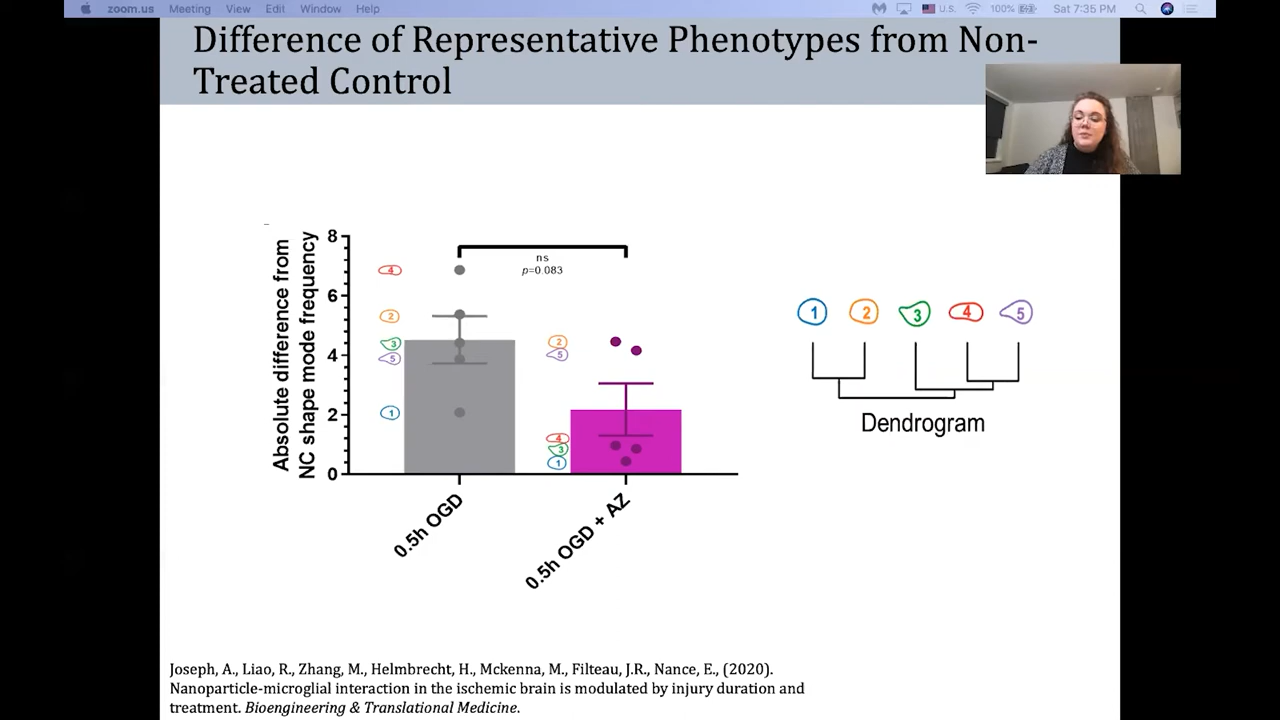 zoom.us Meeting View Edit Window Help U.S. 100% Sat 7:35 PM
Difference of Representative Phenotypes from Non-
Treated Control
Absolute difference from
NC shape mode frequency
8
6
4
2
0
ns
p=0.083
4
2
3
5
1
2
5
4
3
1
0.5h OGD
0.5h OGD + AZ
1 2 3 4 5
Dendrogram
Joseph, A., Liao, R., Zhang, M., Helmbrecht, H., Mckenna, M., Filteau, J.R., Nance, E., (2020).
Nanoparticle-microglial interaction in the ischemic brain is modulated by injury duration and
treatment. Bioengineering & Translational Medicine.